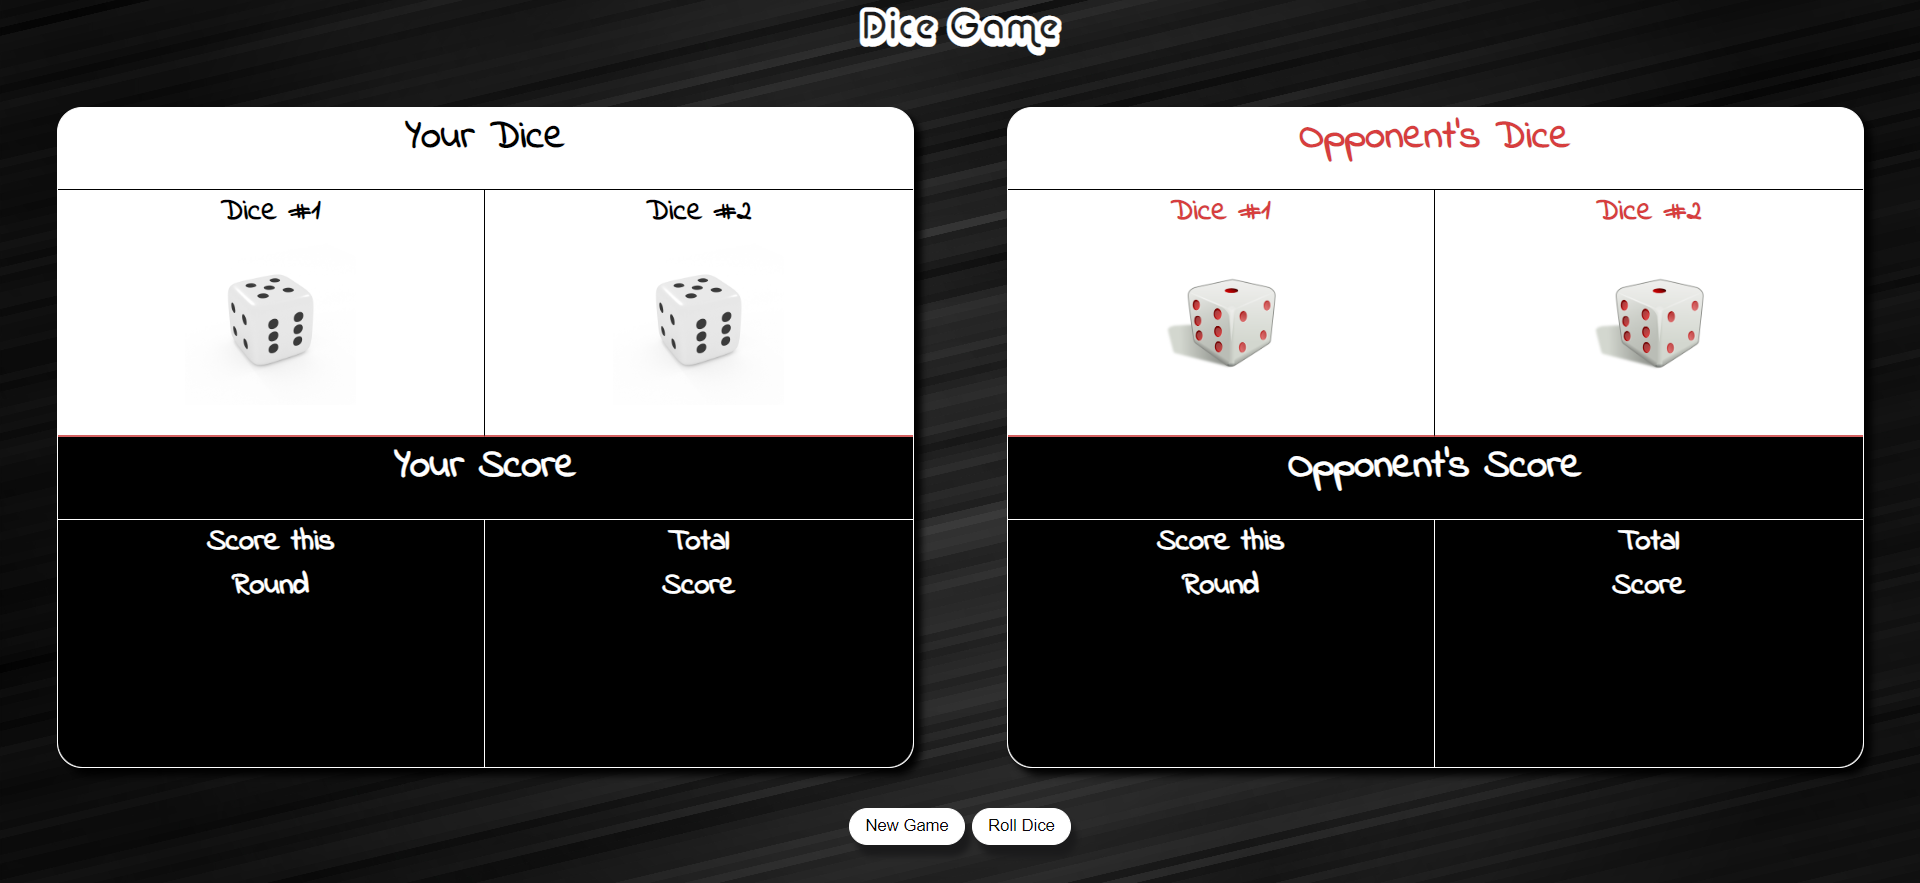 Dice Game
Your Dice
Dice #1
Dice #2
Your Score
Score this
Round
Total
Score
Opponent's Dice
Dice #1
Dice #2
Opponent's Score
Score this
Round
Total
Score
New Game
Roll Dice